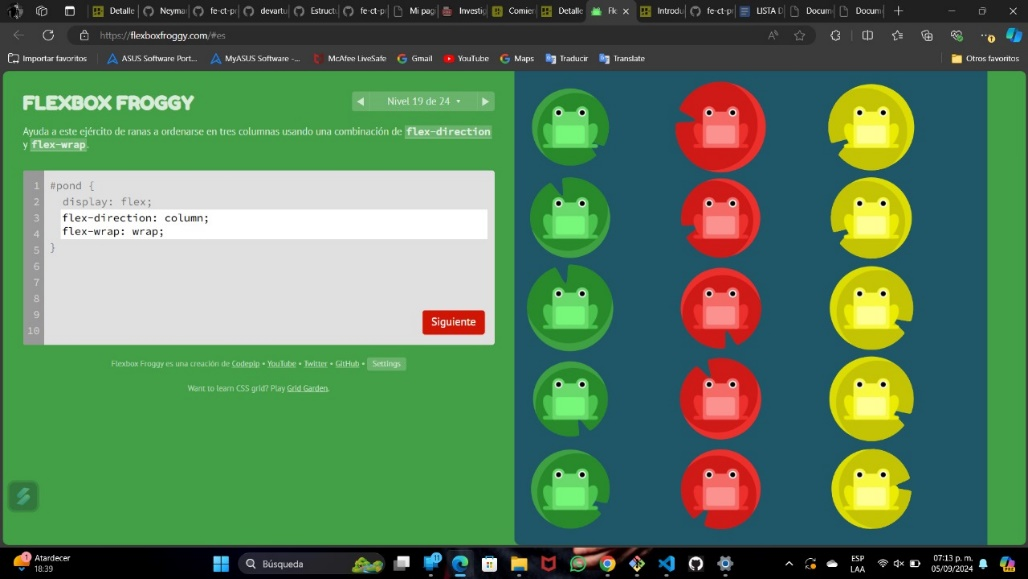 Detalle
Neymar
fe-ct-pr
devartu
Estruct
fe-ct-p
Mi pag
Investig
Comier
Detalle
Introdu
fe-ct-pr
LISTA D
Docum
Docum
https://flexboxfroggy.com/#es
Importar favoritos
ASUS Software Port...
MyASUS Software -...
McAfee LiveSafe
Gmail
YouTube
Maps
Traducir
Translate
Otros favoritos
FLEXBOX FROGGY
Nivel 19 de 24
Ayuda a este ejército de ranas a ordenarse en tres columnas usando una combinación de flex-direction
y flex-wrap.
1 #pond {
2 display: flex;
3 flex-direction: column;
4 flex-wrap: wrap;
5 }
6
7
8
9
10
Siguiente
Flexbox Froggy es una creación de Codepip • YouTube • Twitter • GitHub • Settings
Want to learn CSS grid? Play Grid Garden.
Atardecer
18:39
Búsqueda
ESP
LAA
07:13 p. m.
05/09/2024